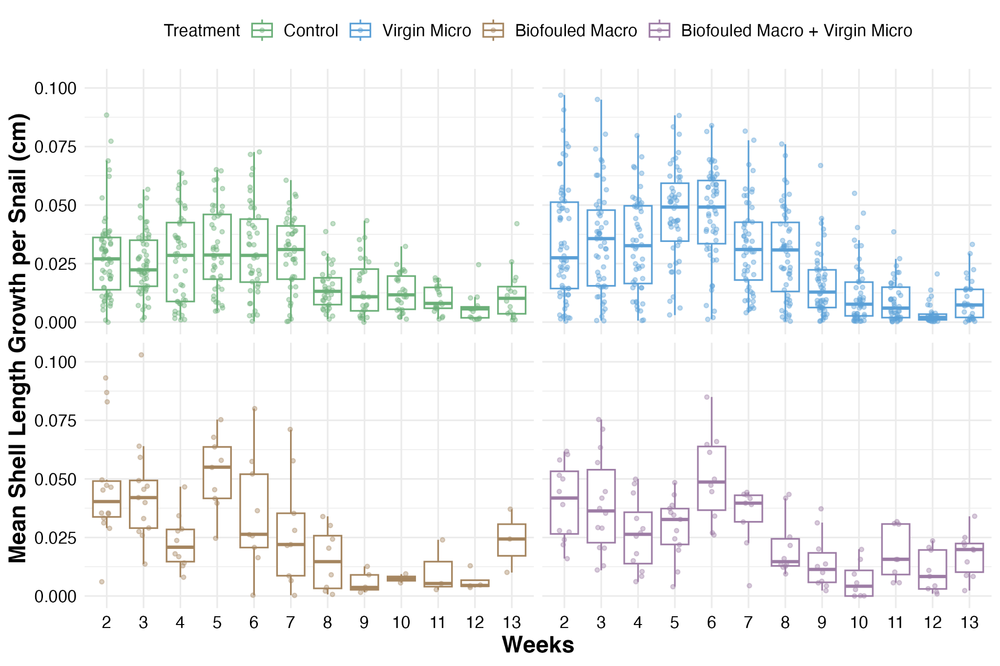 Treatment Control Virgin Micro Biofouled Macro Biofouled Macro + Virgin Micro
Mean Shell Length Growth per Snail (cm)
0.100
0.075
0.050
0.025
0.000
0.100
0.075
0.050
0.025
0.000
2 3 4 5 6 7 8 9 10 11 12 13 2 3 4 5 6 7 8 9 10 11 12 13
Weeks